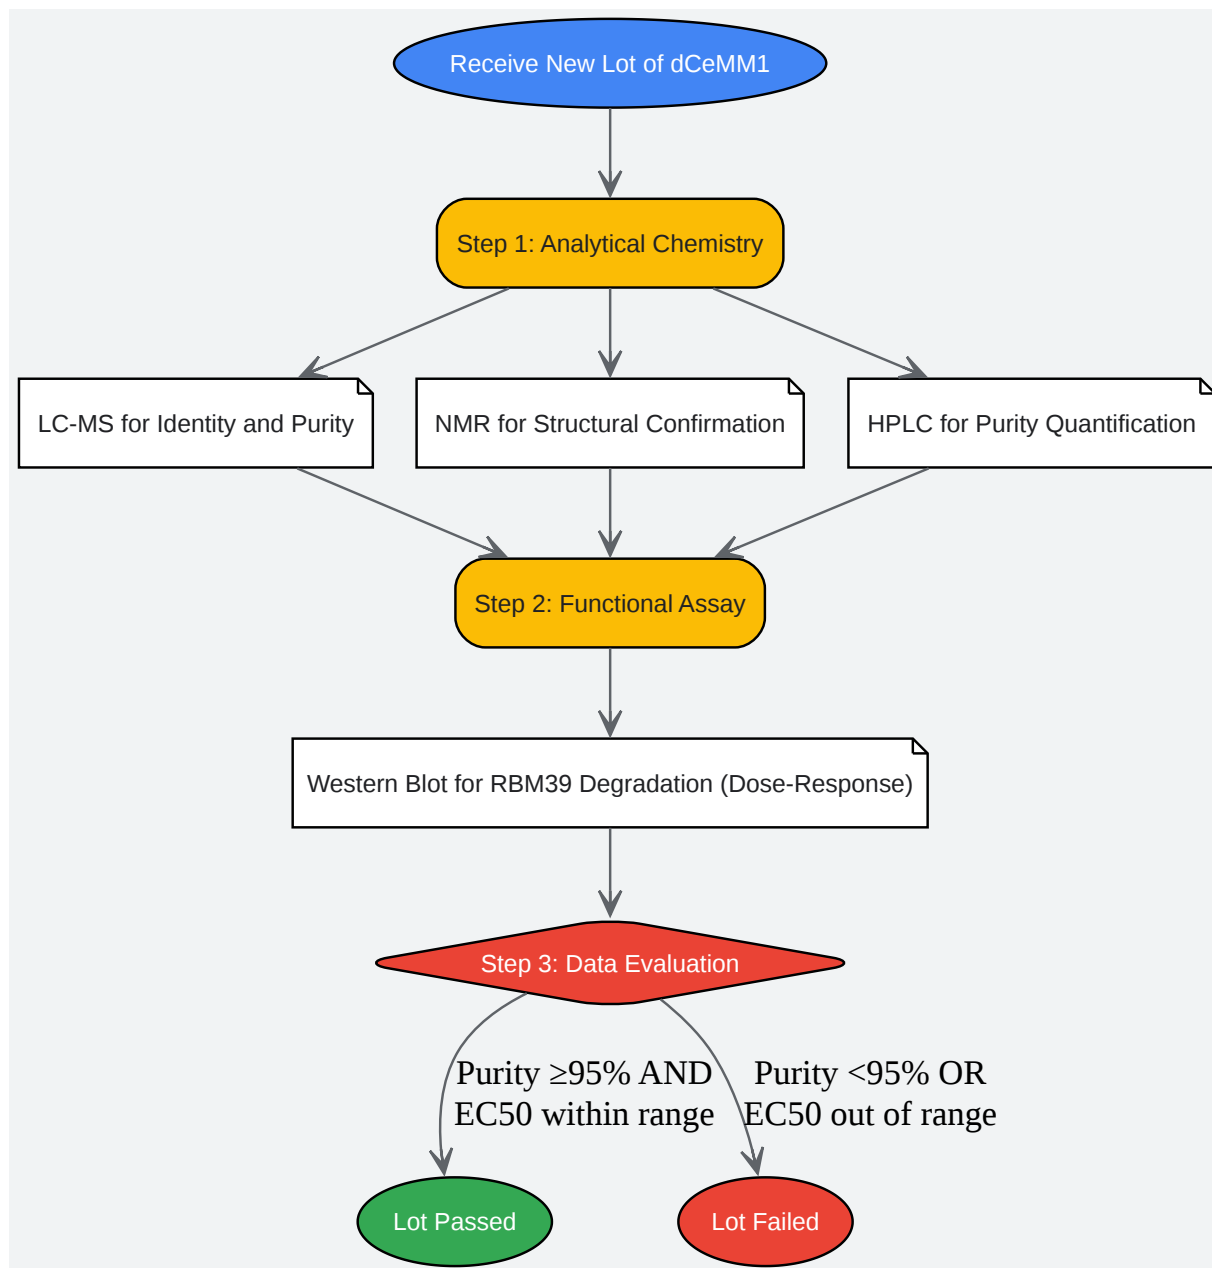 Receive New Lot of dCeMM1
Step 1: Analytical Chemistry
LC-MS for Identity and Purity
NMR for Structural Confirmation
HPLC for Purity Quantification
Step 2: Functional Assay
Western Blot for RBM39 Degradation (Dose-Response)
Step 3: Data Evaluation
Purity ≥95% AND
EC50 within range
Purity <95% OR
EC50 out of range
Lot Passed
Lot Failed